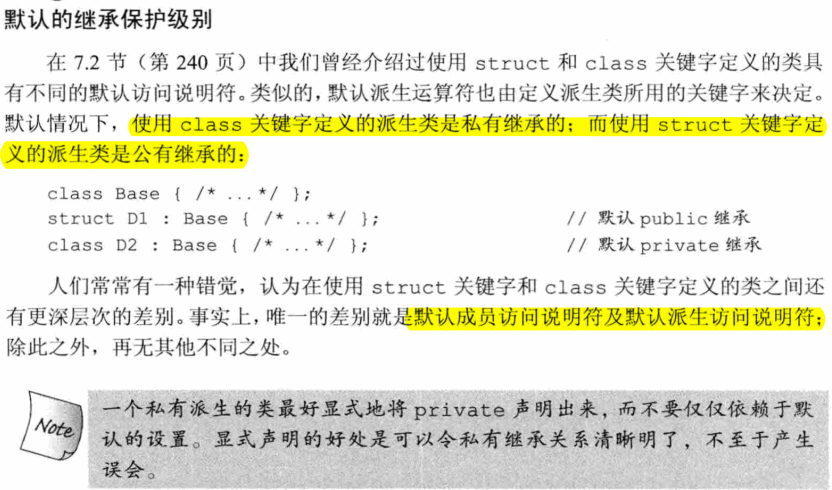 默认的继承保护级别
在 7.2 节（第 240 页）中我们曾经介绍过使用 struct 和 class 关键字定义的类具
有不同的默认访问说明符。类似的，默认派生运算符也由定义派生类所用的关键字来决定。
默认情况下，使用 class 关键字定义的派生类是私有继承的；而使用 struct 关键字定
义的派生类是公有继承的：
class Base { /* ...*/ };
struct D1 : Base { /* ...*/ }; // 默认 public 继承
class D2 : Base { /* ...*/ }; // 默认 private 继承
人们常常有一种错觉，认为在使用 struct 关键字和 class 关键字定义的类之间还
有更深层次的差别。事实上，唯一的差别就是默认成员访问说明符及默认派生访问说明符；
除此之外，再无其他不同之处。
Note
一个私有派生的类最好显式地将 private 声明出来，而不要仅仅依赖于默
认的设置。显式声明的好处是可以令私有继承关系清晰明了，不至于产生
误会。